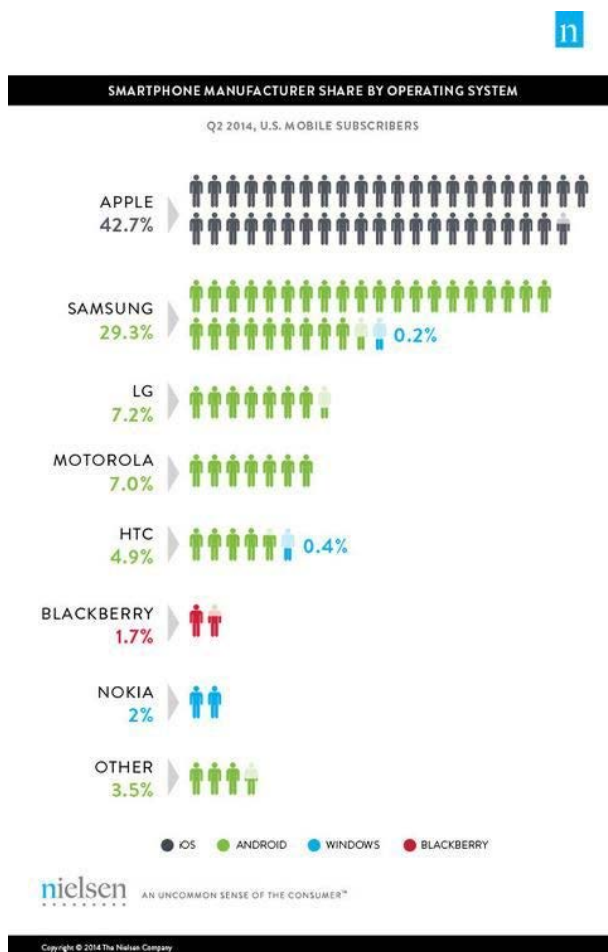 n
SMARTPHONE MANUFACTURER SHARE BY OPERATING SYSTEM
Q2 2014, U.S. MOBILE SUBSCRIBERS
APPLE
42.7%
SAMSUNG
29.3%
0.2%
LG
7.2%
MOTOROLA
7.0%
HTC
4.9%
0.4%
BLACKBERRY
1.7%
NOKIA
2%
OTHER
3.5%
iOS ANDROID WINDOWS BLACKBERRY
nielsen AN UNCOMMON SENSE OF THE CONSUMER™
Copyright © 2014 The Nielsen Company